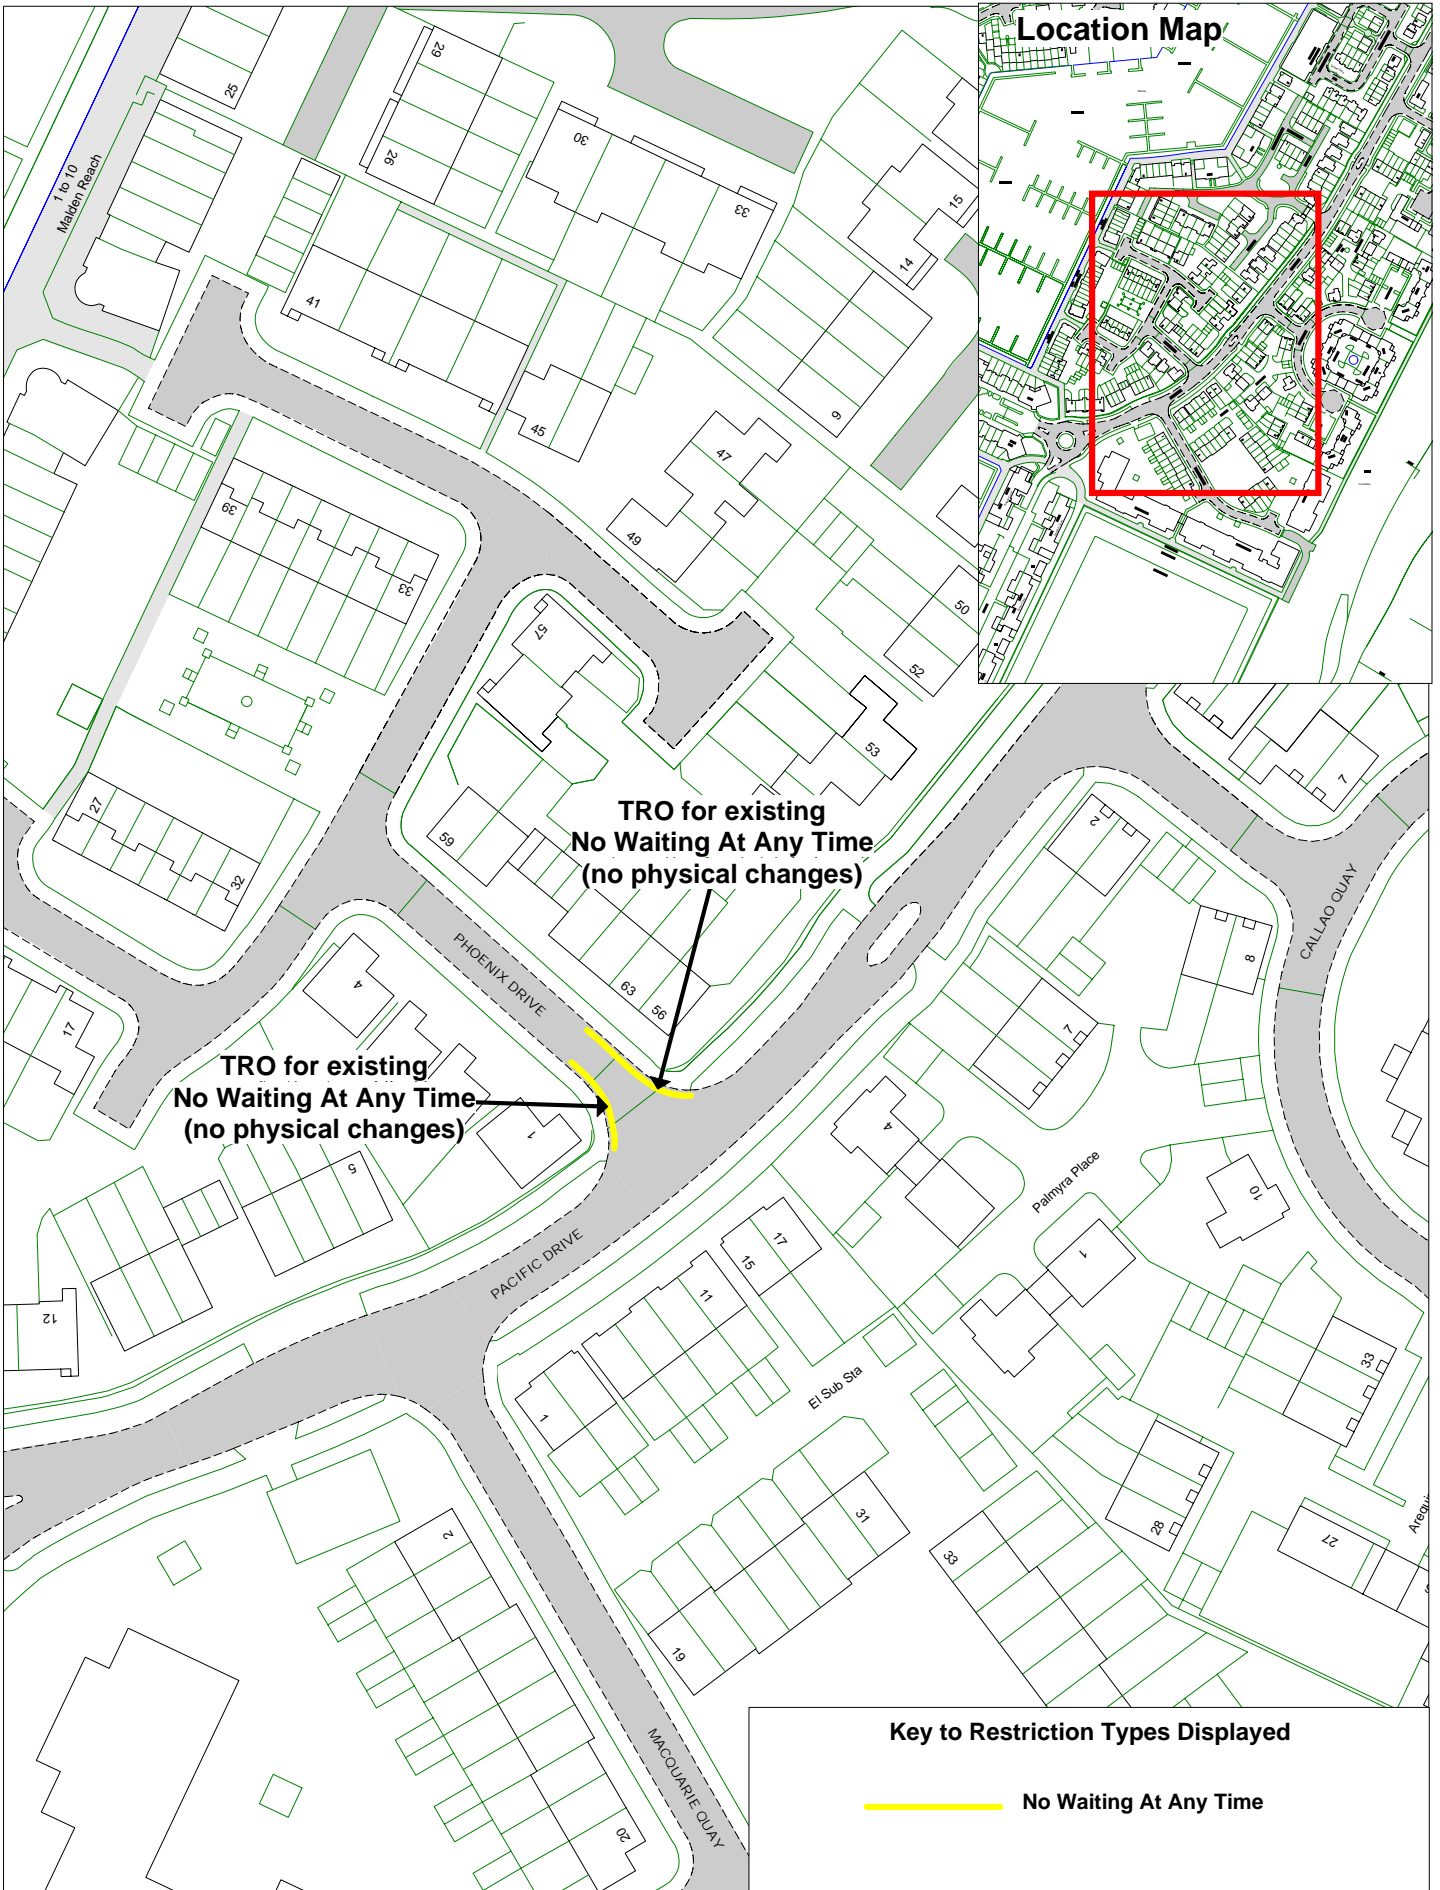 Location Map
25
29
26
30
33
1 to 10
Malden Reach
15
14
41
9
45
47
49
39
33
57
50
52
53
7
27
32
59
TRO for existing
No Waiting At Any Time
(no physical changes)
2
CALLAO QUAY
8
PHOENIX DRIVE
4
63
56
17
7
TRO for existing
No Waiting At Any Time
(no physical changes)
1
5
4
Palmyra Place
10
PACIFIC DRIVE
17
15
1
11
12
33
El Sub Sta
1
31
28
27
Arequi
2
33
19
MACQUARIE QUAY
20
Key to Restriction Types Displayed
No Waiting At Any Time